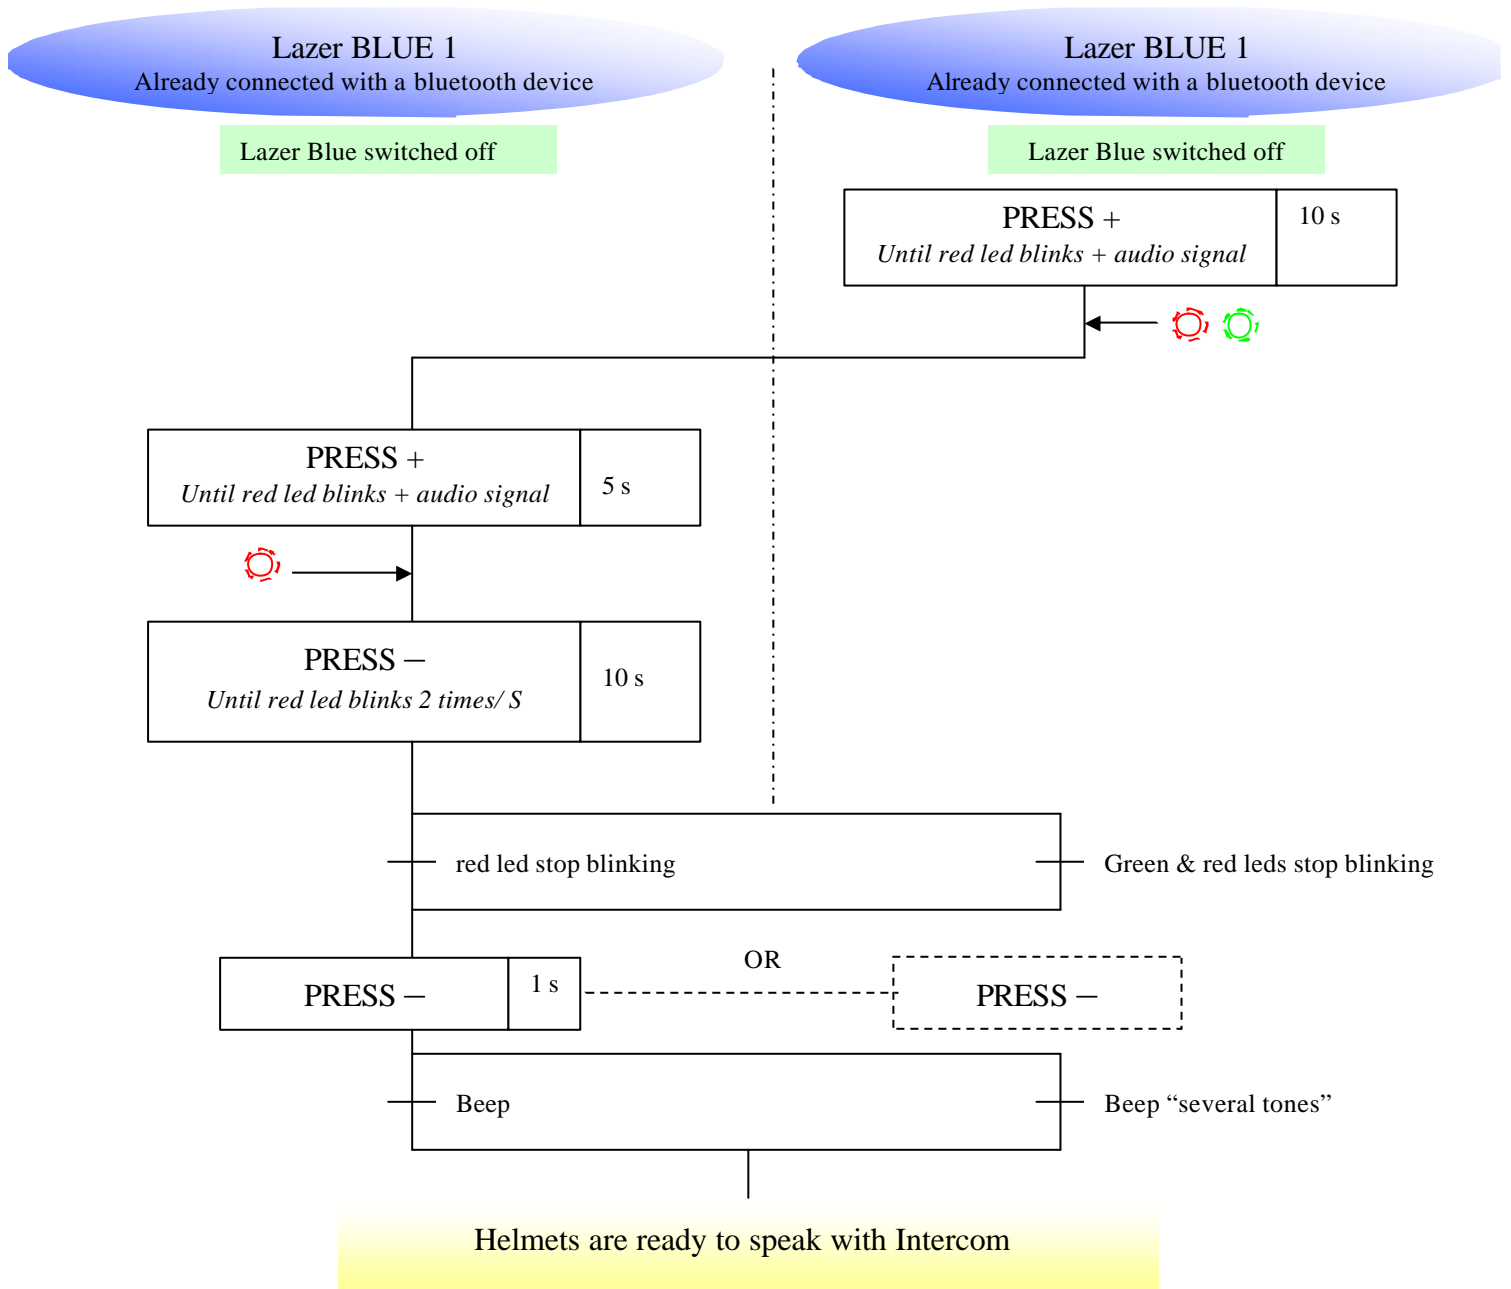 Lazer BLUE 1
Already connected with a bluetooth device
Lazer Blue switched off
Lazer BLUE 1
Already connected with a bluetooth device
Lazer Blue switched off
PRESS +
Until red led blinks + audio signal
10 s
PRESS +
Until red led blinks + audio signal
5 s
PRESS –
Until red led blinks 2 times/ S
10 s
red led stop blinking
Green & red leds stop blinking
PRESS –
1 s
OR
PRESS –
Beep
Beep “several tones”
Helmets are ready to speak with Intercom